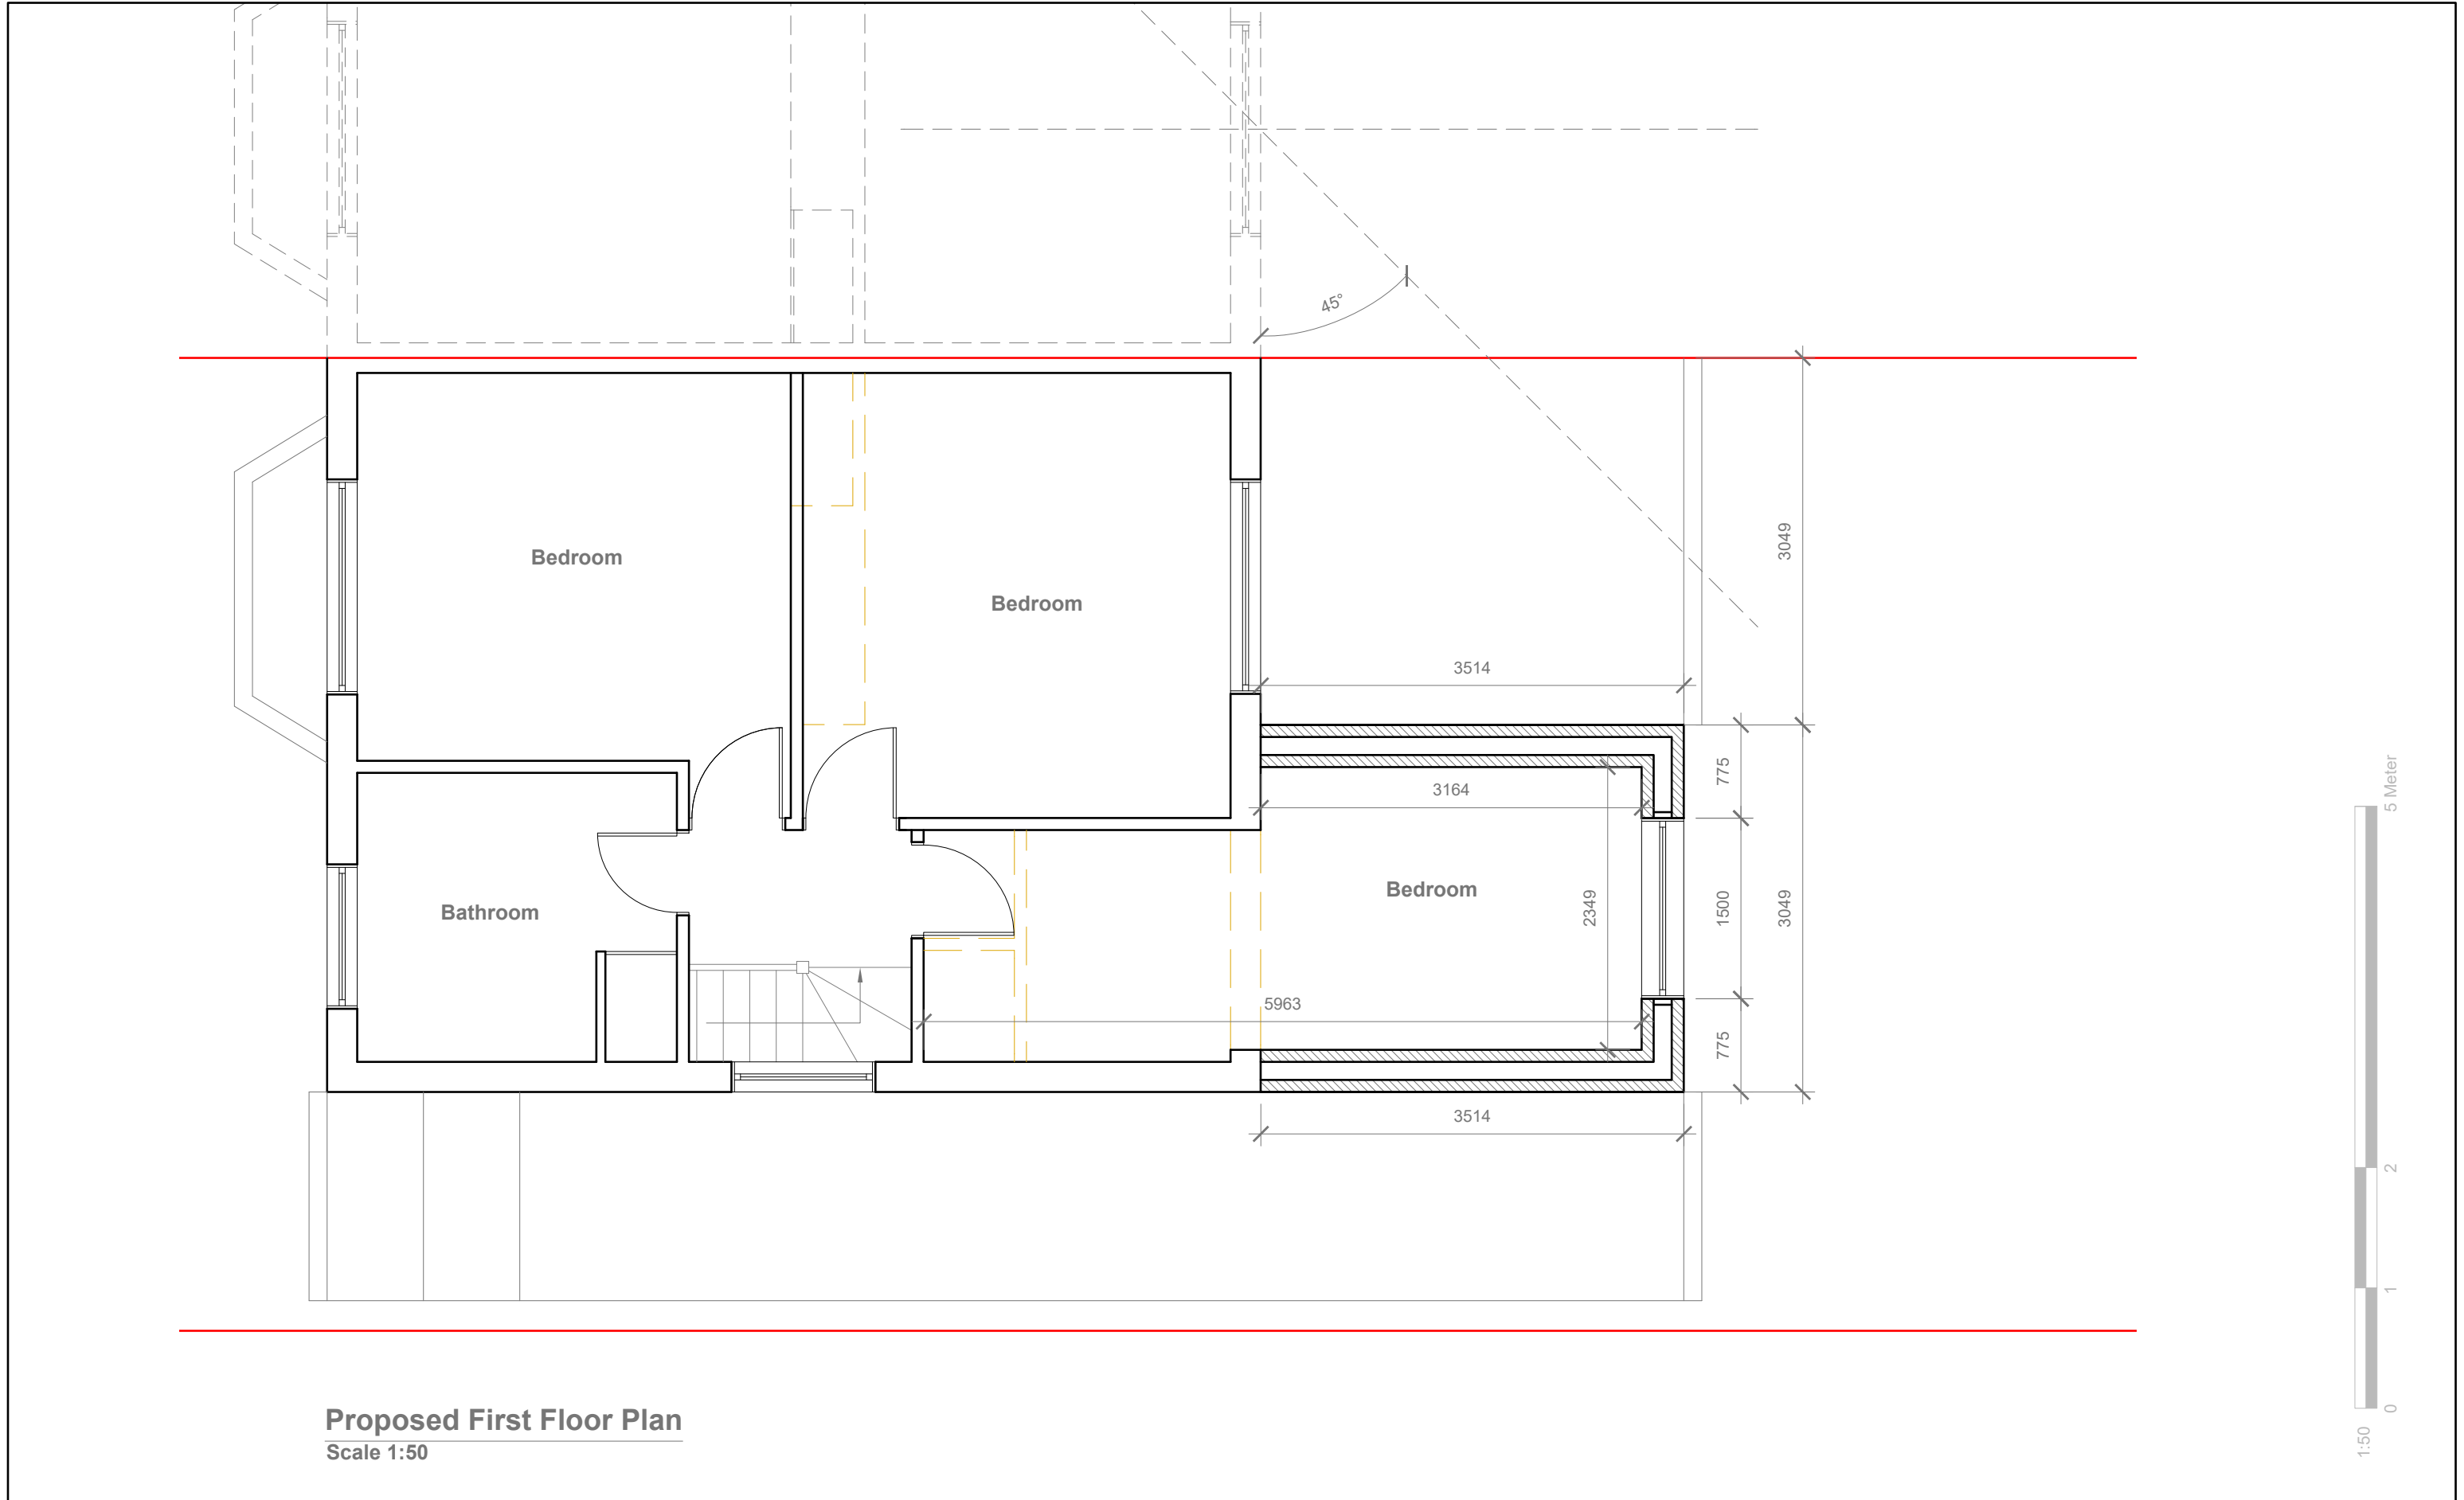 45°
3049
Bedroom
Bedroom
3514
775
5 Meter
3164
Bedroom
2349
1500
3049
Bathroom
5963
775
3514
2
1
0
1:50
Proposed First Floor Plan
Scale 1:50